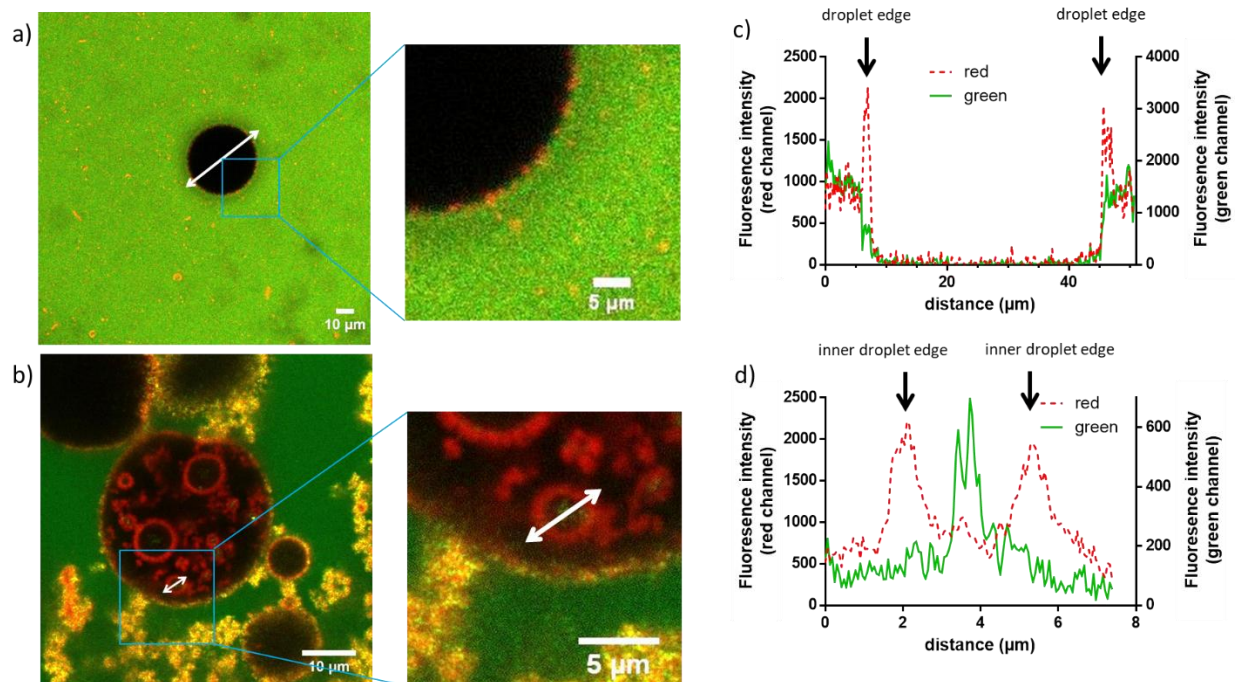 a)
10 µm
5 µm
b)
10 µm
5 µm
c)
droplet edge
droplet edge
Fluoresence intensity
(red channel)
2500
2000
1500
1000
500
0
red
green
4000
3000
2000
1000
0
Fluoresence intensity
(green channel)
0
20
40
distance (µm)
d)
inner droplet edge
inner droplet edge
Fluoresence intensity
(red channel)
2500
2000
1500
1000
500
0
red
green
600
400
200
0
Fluoresence intensity
(green channel)
0
2
4
6
8
distance (µm)